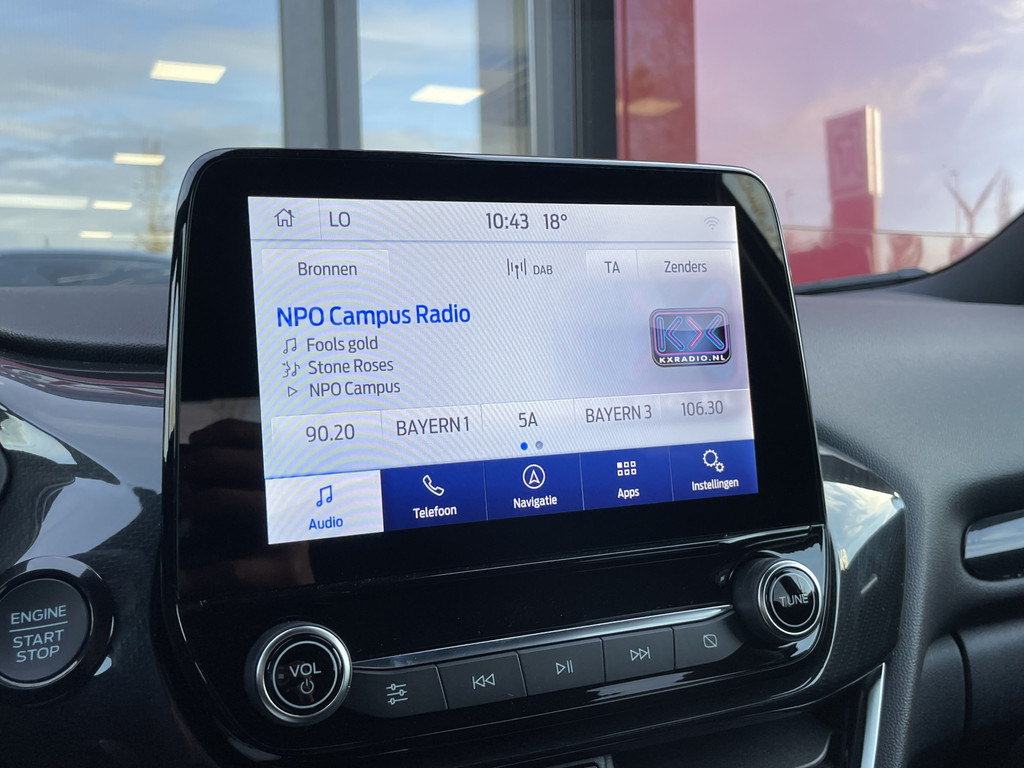 LO 10:43 18°
Bronnen DAB TA Zenders
NPO Campus Radio
Fools gold
Stone Roses
NPO Campus
KX
KXRADIO.NL
90.20 BAYERN 1 5A BAYERN 3 106.30
Audio Telefoon Navigatie Apps Instellingen
ENGINE
START
STOP
VOL
TUNE